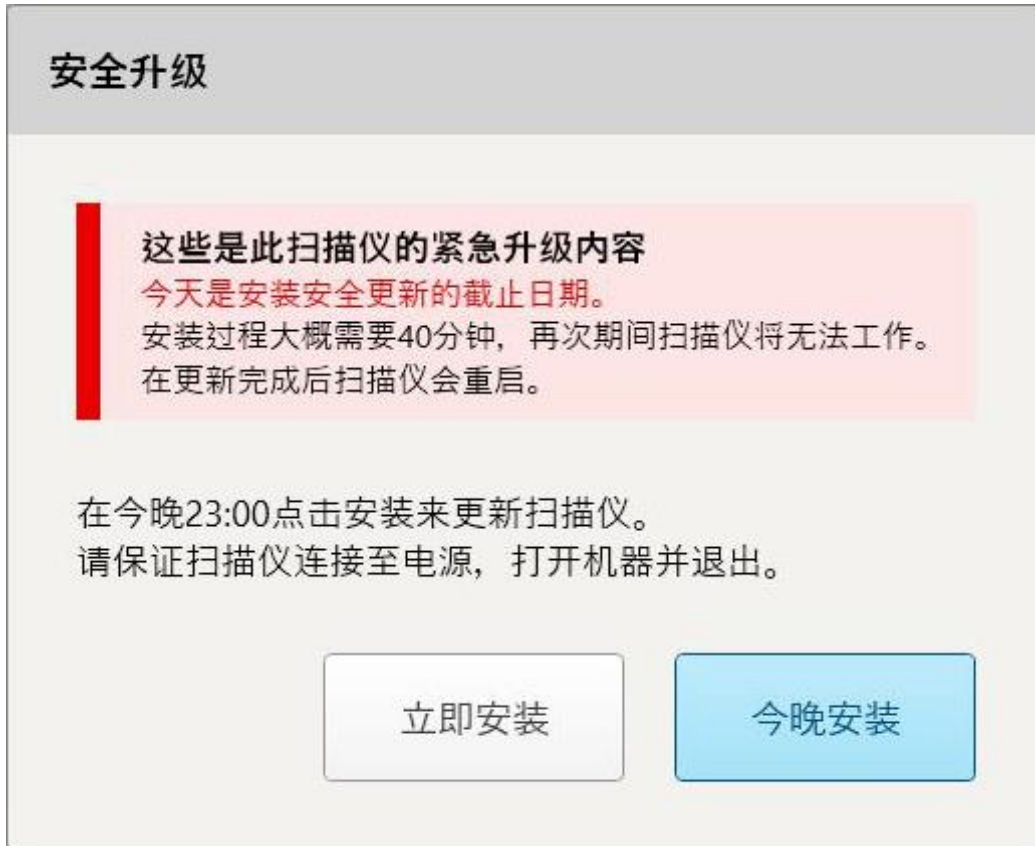 安全升级
这些是此扫描仪的紧急升级内容
今天是安装安全更新的截止日期。
安装过程大概需要40分钟，再次期间扫描仪将无法工作。
在更新完成后扫描仪会重启。
在今晚23:00点击安装来更新扫描仪。
请保证扫描仪连接至电源，打开机器并退出。
立即安装
今晚安装